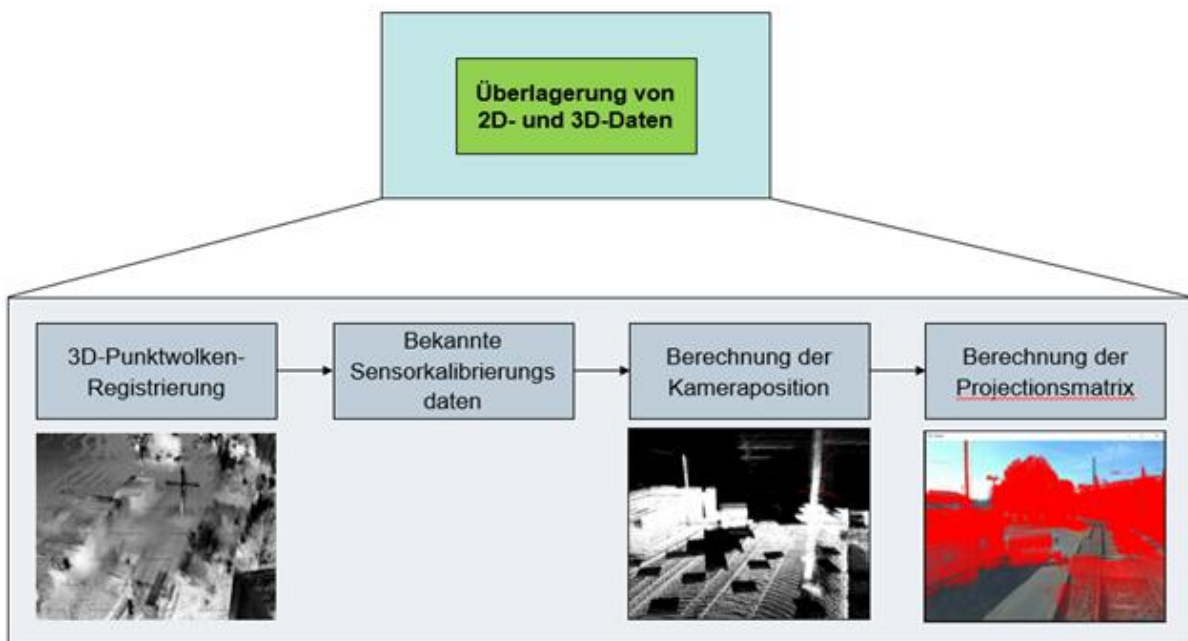 Überlagerung von
2D- und 3D-Daten
3D-Punktwolken-
Registrierung
Bekannte
Sensorkalibrierungs
daten
Berechnung der
Kameraposition
Berechnung der
Projectionsmatrix